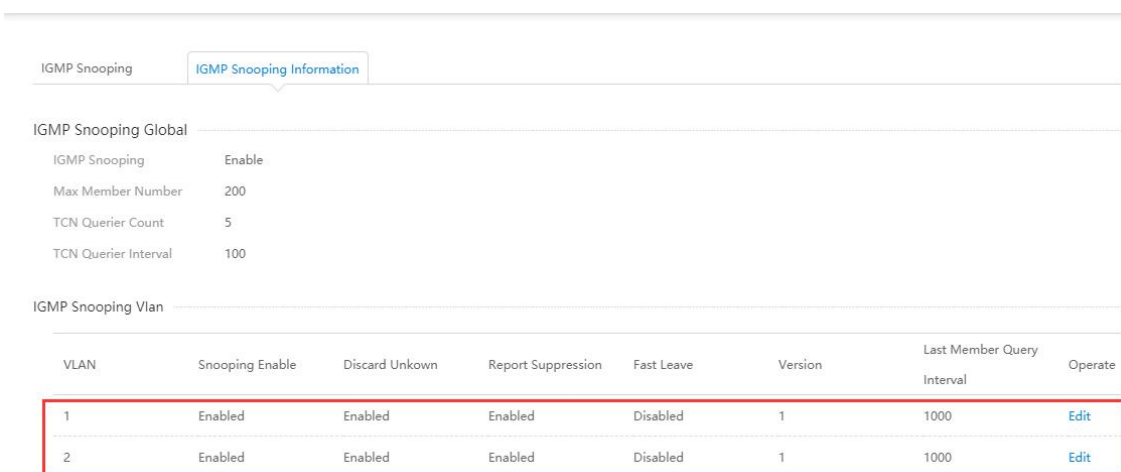 IGMP Snooping IGMP Snooping Information
IGMP Snooping Global
IGMP Snooping Enable
Max Member Number 200
TCN Querier Count 5
TCN Querier Interval 100
IGMP Snooping Vlan
VLAN Snooping Enable Discard Unkown Report Suppression Fast Leave Version Last Member Query Interval Operate
1 Enabled Enabled Enabled Disabled 1 1000 Edit
2 Enabled Enabled Enabled Disabled 1 1000 Edit